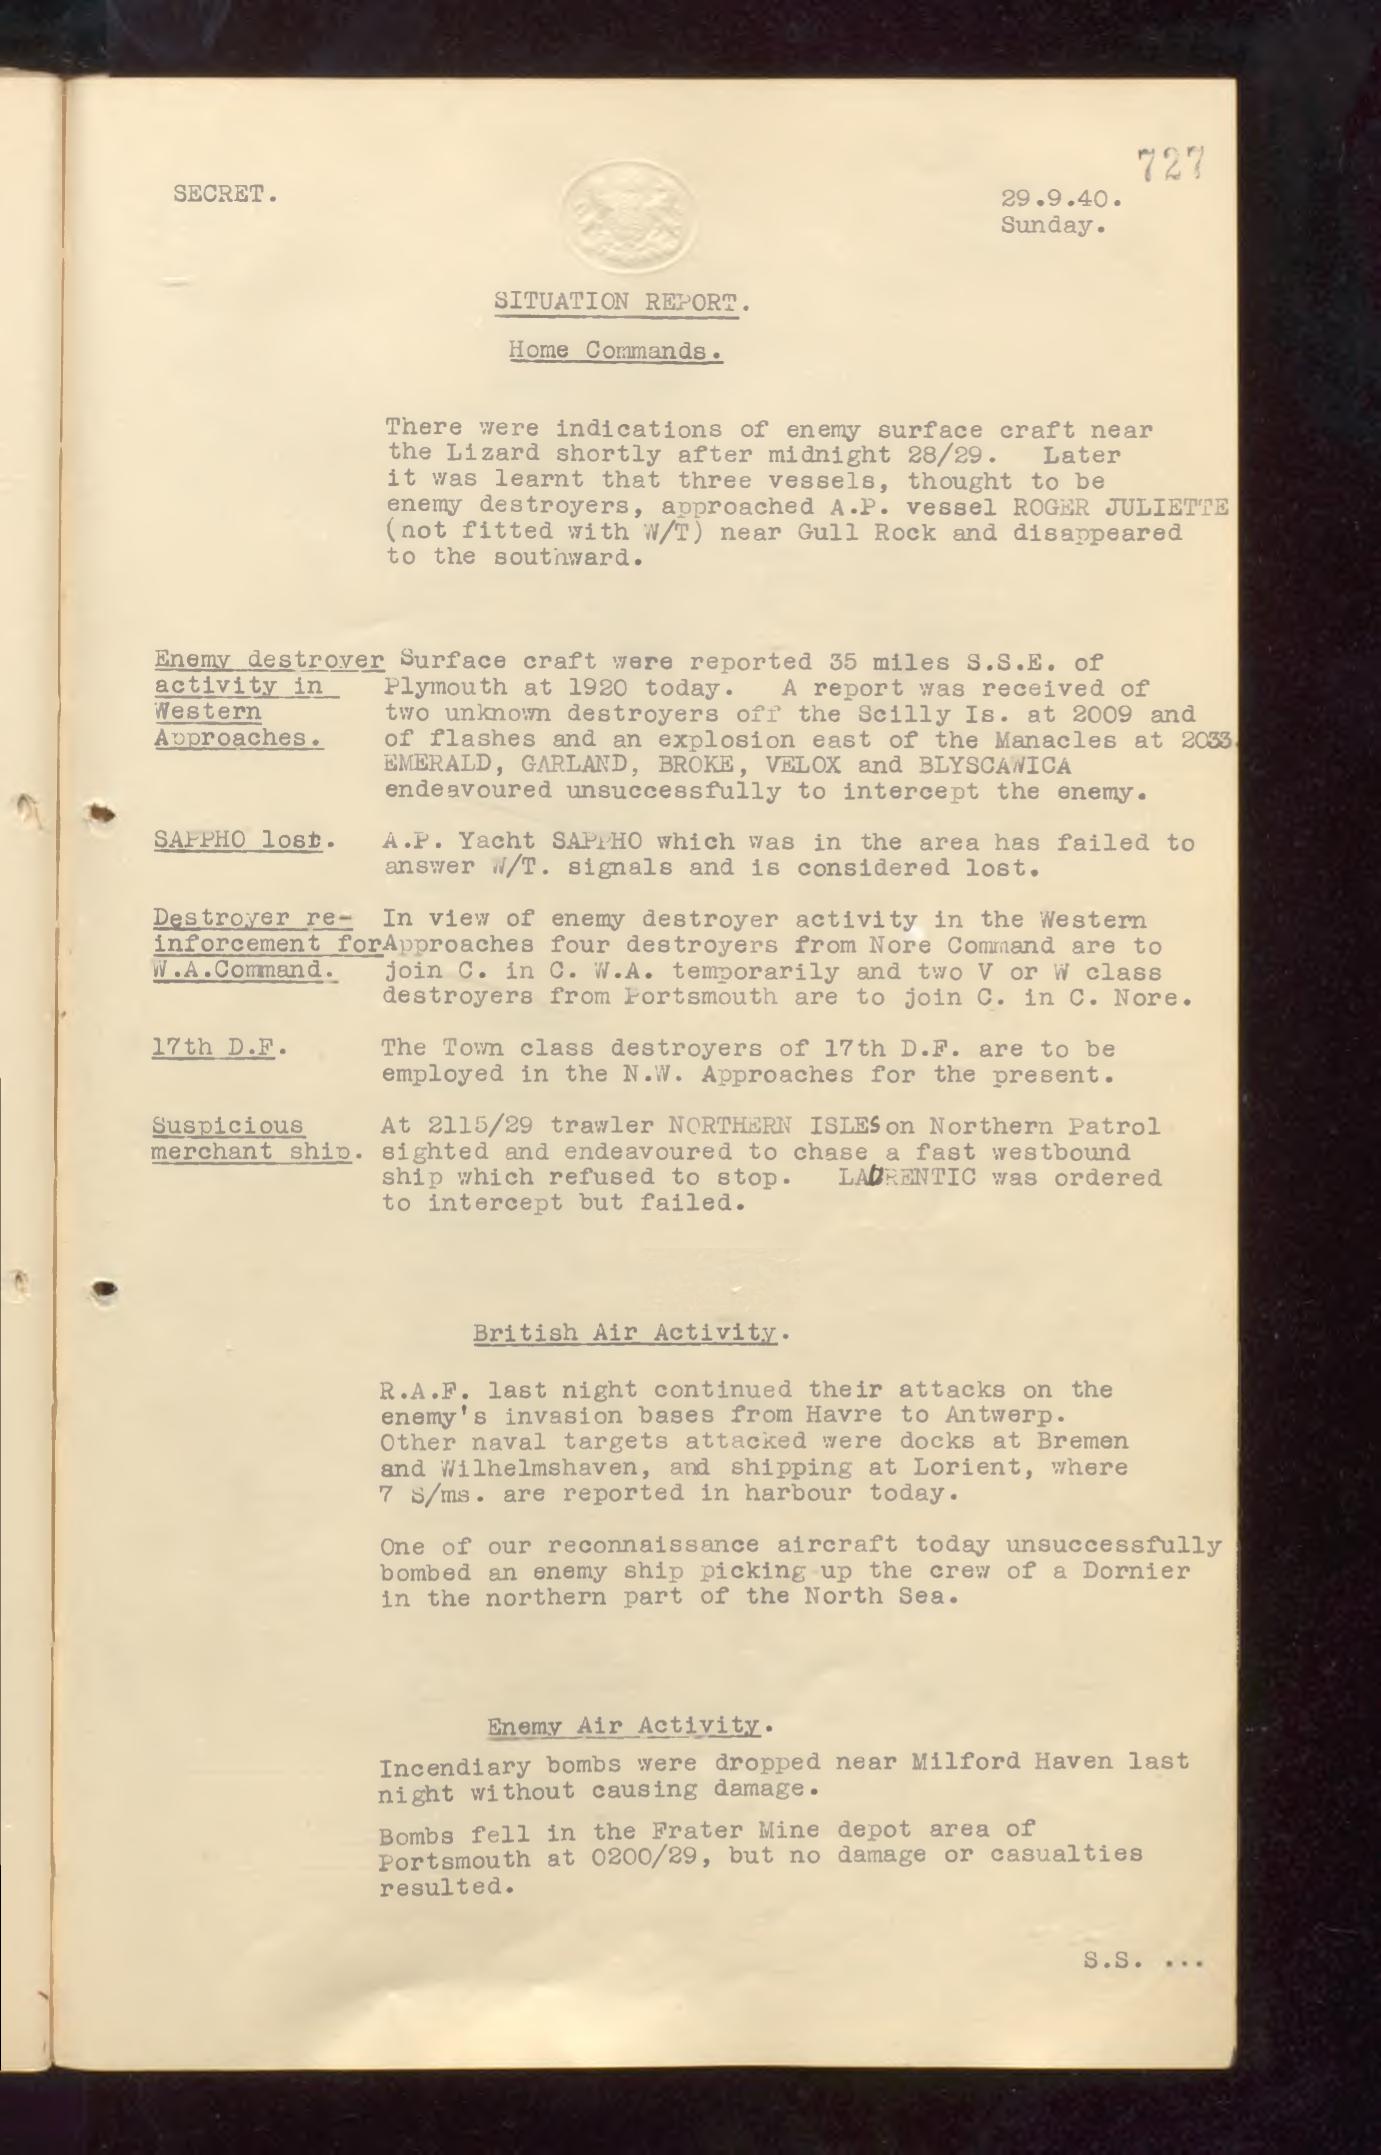 727
SECRET.
29.9.40.
Sunday.
SITUATION REPORT.
Home Commands.
There were indications of enemy surface craft near
the Lizard shortly after midnight 28/29. Later
it was learnt that three vessels, thought to be
enemy destroyers, approached A.P. vessel ROGER JULIETTE
(not fitted with W/T) near Gull Rock and disappeared
to the southward.
Enemy destroyer
activity in
Western
Approaches.
Surface craft were reported 35 miles S.S.E. of
Plymouth at 1920 today. A report was received of
two unknown destroyers off the Scilly Is. at 2009 and
of flashes and an explosion east of the Manacles at 2033.
EMERALD, GARLAND, BROKE, VELOX and BLYSCAWICA
endeavoured unsuccessfully to intercept the enemy.
SAPPHO lost.
A.P. Yacht SAPPHO which was in the area has failed to
answer W/T. signals and is considered lost.
Destroyer re-
inforcement for
W.A.Command.
In view of enemy destroyer activity in the Western
Approaches four destroyers from Nore Command are to
join C. in C. W.A. temporarily and two V or W class
destroyers from Portsmouth are to join C. in C. Nore.
17th D.F.
The Town class destroyers of 17th D.F. are to be
employed in the N.W. Approaches for the present.
Suspicious
merchant ship.
At 2115/29 trawler NORTHERN ISLES on Northern Patrol
sighted and endeavoured to chase a fast westbound
ship which refused to stop. LAURENTIC was ordered
to intercept but failed.
British Air Activity.
R.A.F. last night continued their attacks on the
enemy's invasion bases from Havre to Antwerp.
Other naval targets attacked were docks at Bremen
and Wilhelmshaven, and shipping at Lorient, where
7 S/ms. are reported in harbour today.
One of our reconnaissance aircraft today unsuccessfully
bombed an enemy ship picking up the crew of a Dornier
in the northern part of the North Sea.
Enemy Air Activity.
Incendiary bombs were dropped near Milford Haven last
night without causing damage.
Bombs fell in the Frater Mine depot area of
Portsmouth at 0200/29, but no damage or casualties
resulted.
S.S. ...